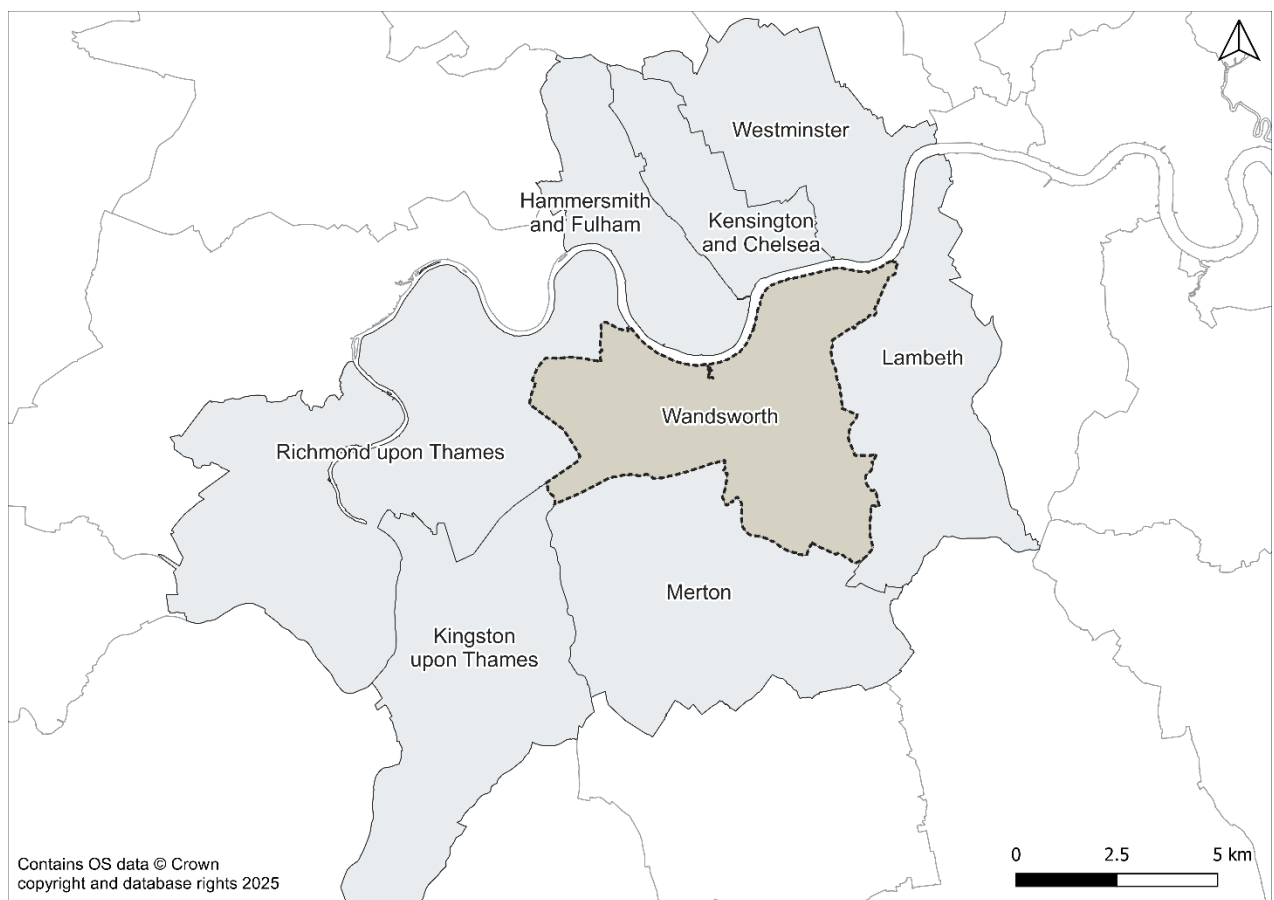 Westminster
Hammersmith
and Fulham
Kensington
and Chelsea
Lambeth
Wandsworth
Richmond upon Thames
Merton
Kingston
upon Thames
0 2.5 5 km
Contains OS data © Crown
copyright and database rights 2025